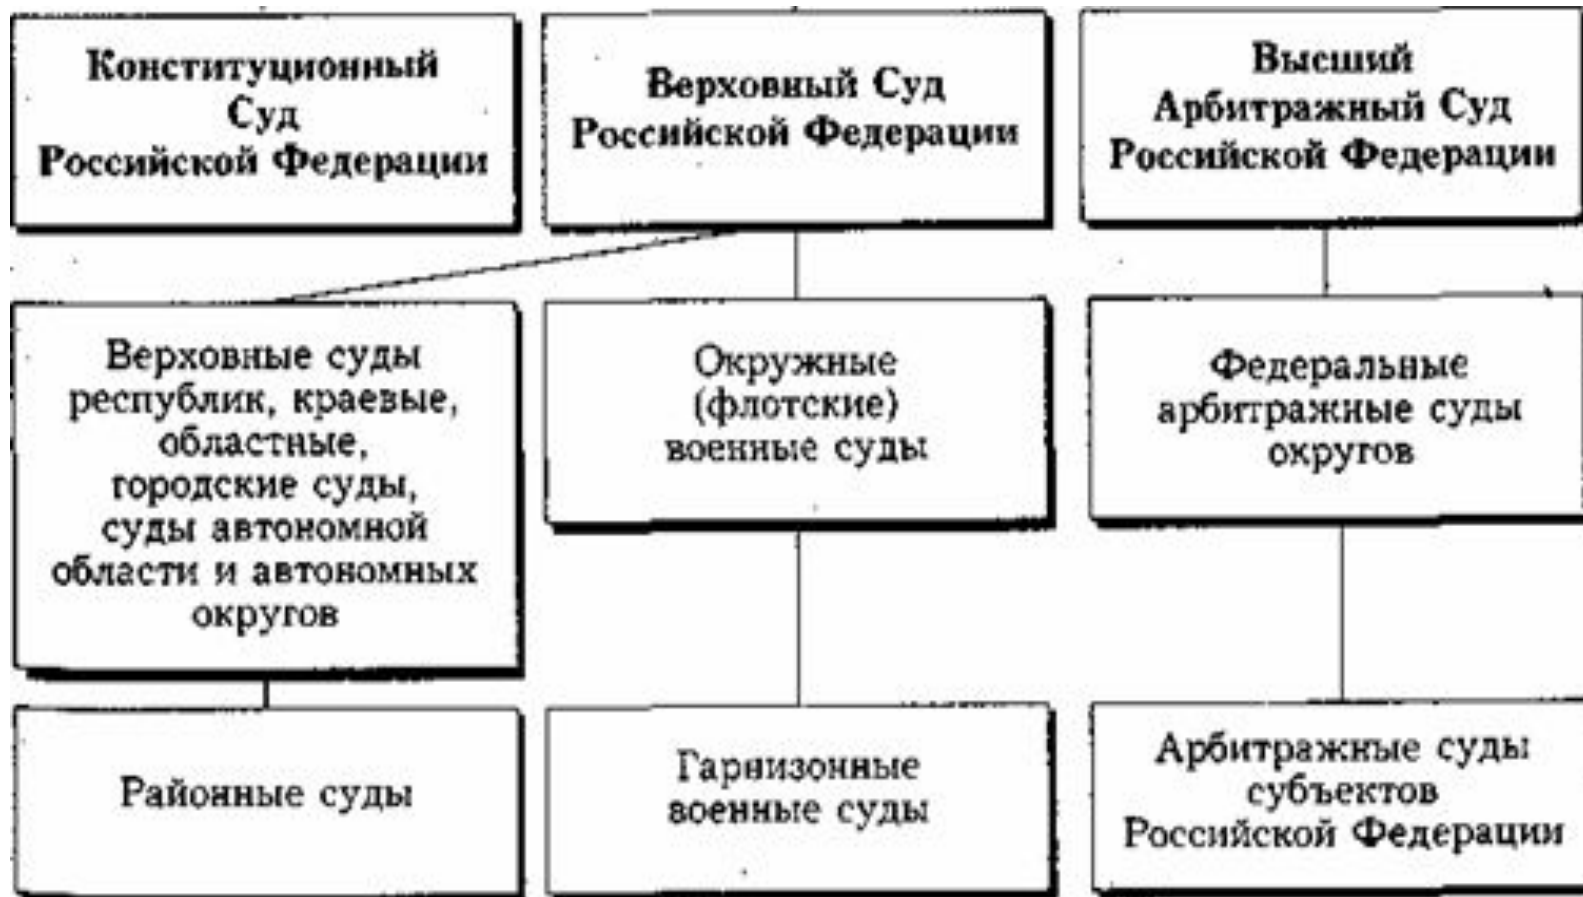 Конституционный
Суд
Российской Федерации
Верховный Суд
Российской Федерации
Высший
Арбитражный Суд
Российской Федерации
Верховные суды
республик, краевые,
областные,
городские суды,
суды автономной
области и автономных
округов
Окружные
(флотские)
военные суды
Федеральные
арбитражные суды
округов
Районные суды
Гарнизонные
военные суды
Арбитражные суды
субъектов
Российской Федерации